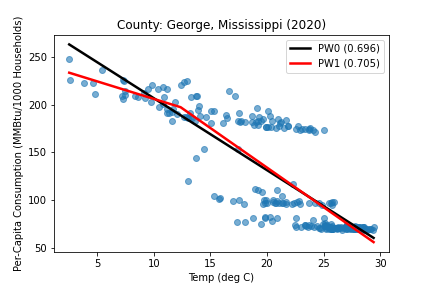 County: George, Mississippi (2020)
PW0 (0.696)
PW1 (0.705)
Per-Capita Consumption (MMBtu/1000 Households)
250
200
150
100
50
5 10 15 20 25 30
Temp (deg C)